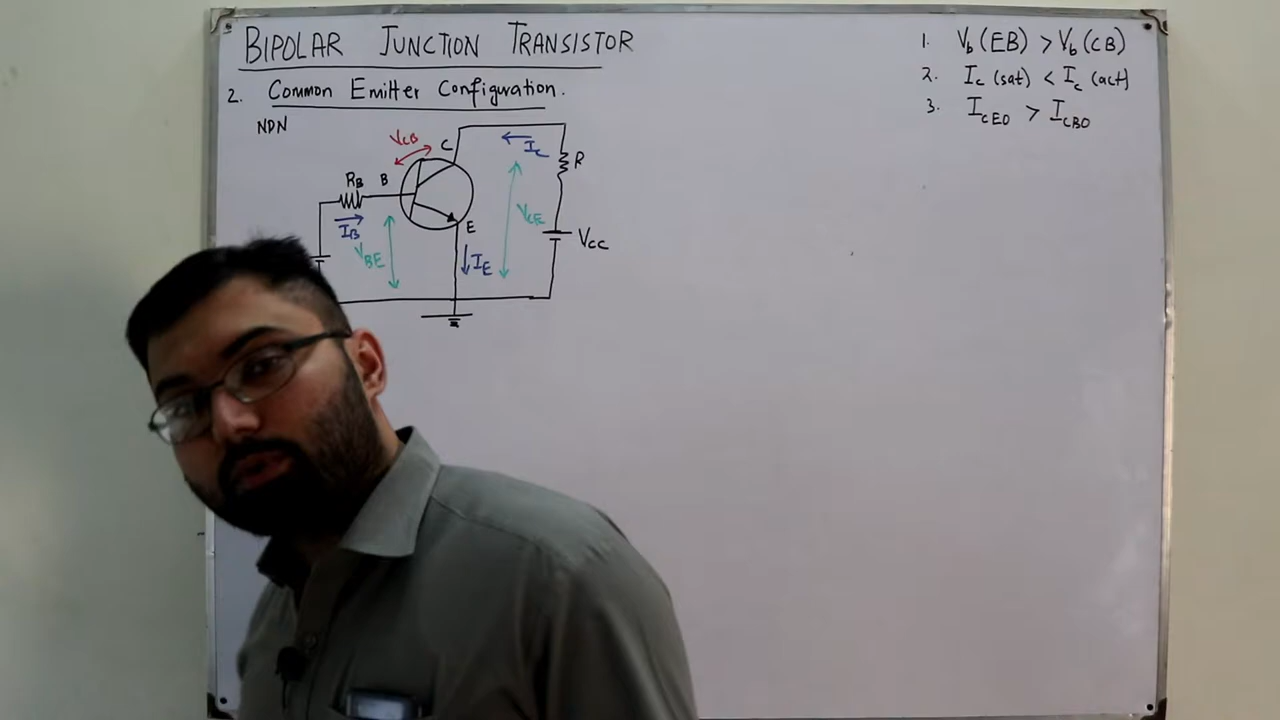 BIPOLAR JUNCTION TRANSISTOR
2. Common Emitter Configuration.
NPN
VCB
C
IC
R
RB
B
VCE
E
IB
VBE
IE
VCC
1. Vb (EB) > Vb (CB)
2. Ic (sat) < Ic (act)
3. ICEO > ICBO